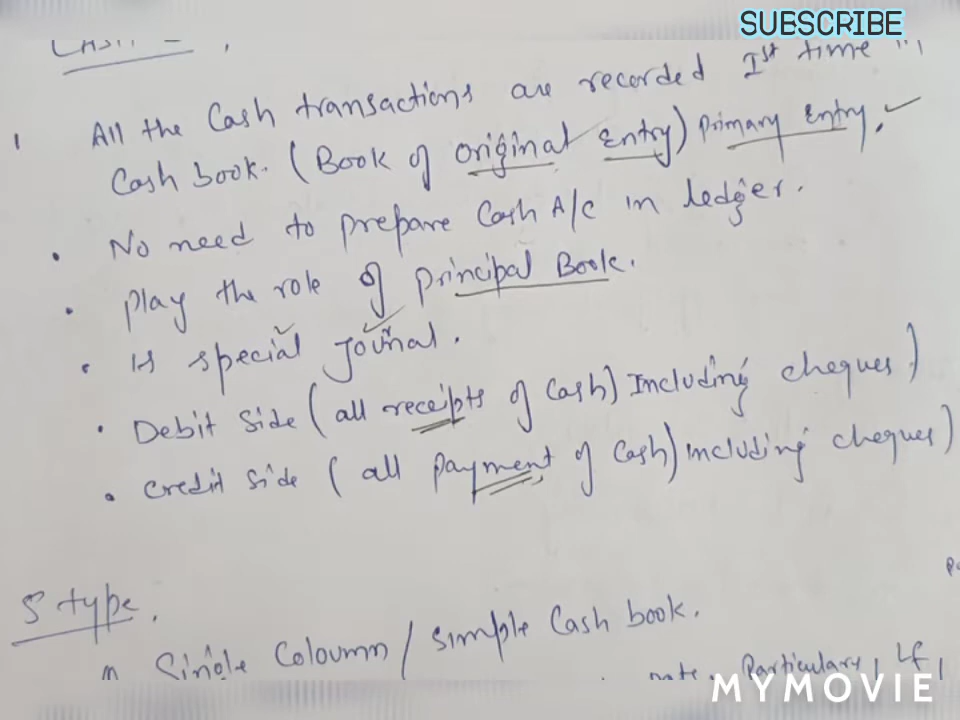 SUBSCRIBE
All the Cash transactions are recorded Ist time
Cash book. (Book of original Entry) Primary Entry.
• No need to prepare Cash A/c in ledger.
• Play the role of Principal Book.
• Is special Journal.
• Debit Side (all receipts of Cash) Including cheques)
• Credit Side ( all Payment of Cash) Including cheques)
5 type.
Single Coloumn / Simple Cash book.
Particulars, Lf,
MYMOVIE